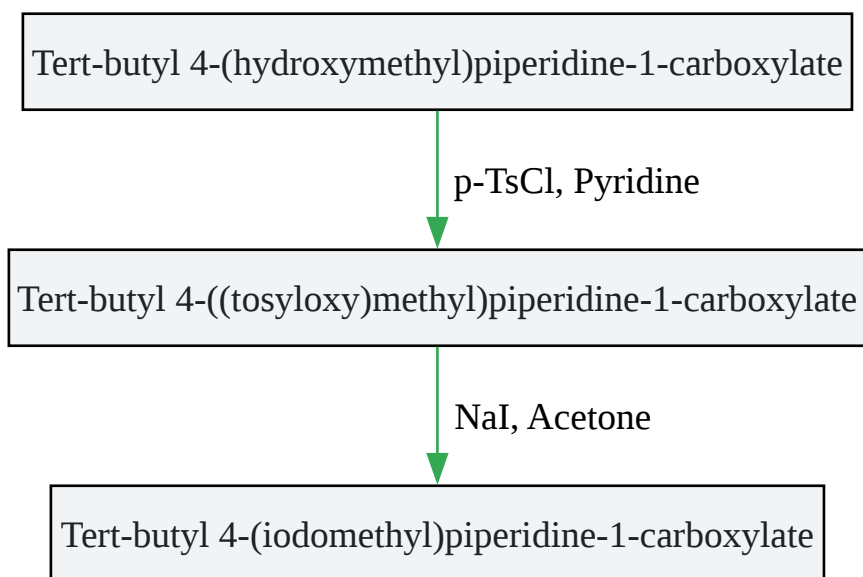 Tert-butyl 4-(hydroxymethyl)piperidine-1-carboxylate
p-TsCl, Pyridine
Tert-butyl 4-((tosyloxy)methyl)piperidine-1-carboxylate
NaI, Acetone
Tert-butyl 4-(iodomethyl)piperidine-1-carboxylate